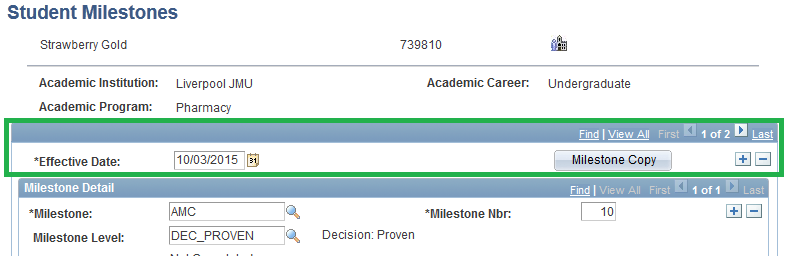 Student Milestones
Strawberry Gold 739810
Academic Institution: Liverpool JMU Academic Career: Undergraduate
Academic Program: Pharmacy
Find | View All First 1 of 2 Last
*Effective Date: 10/03/2015 31 Milestone Copy + −
Milestone Detail Find | View All First 1 of 1 Last
*Milestone: AMC *Milestone Nbr: 10 + −
Milestone Level: DEC_PROVEN Decision: Proven